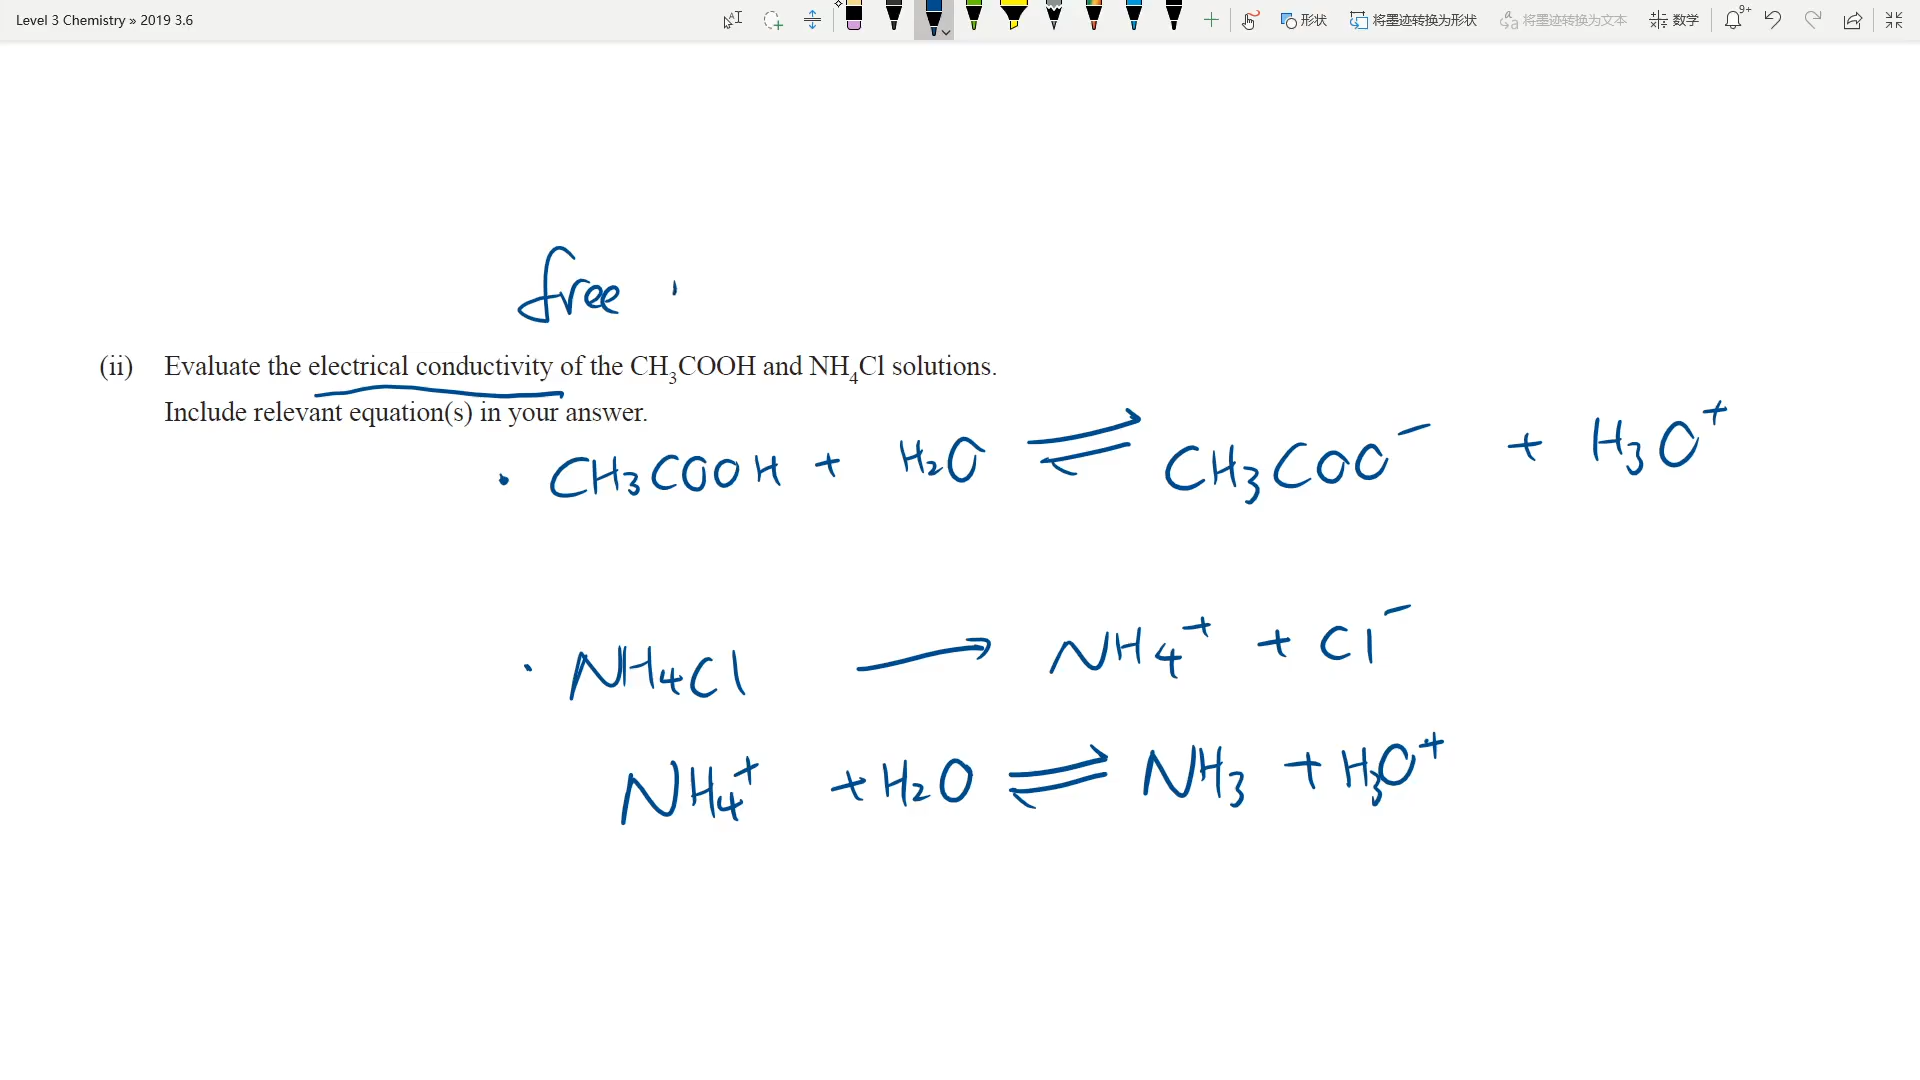 Level 3 Chemistry » 2019 3.6
形状 将墨迹转换为形状 将墨迹转换为文本 数学 9+
free
(ii) Evaluate the electrical conductivity of the CH₃COOH and NH₄Cl solutions.
Include relevant equation(s) in your answer.
• CH₃COOH + H₂O ⇌ CH₃COO⁻ + H₃O⁺
• NH₄Cl → NH₄⁺ + Cl⁻
NH₄⁺ + H₂O ⇌ NH₃ + H₃O⁺